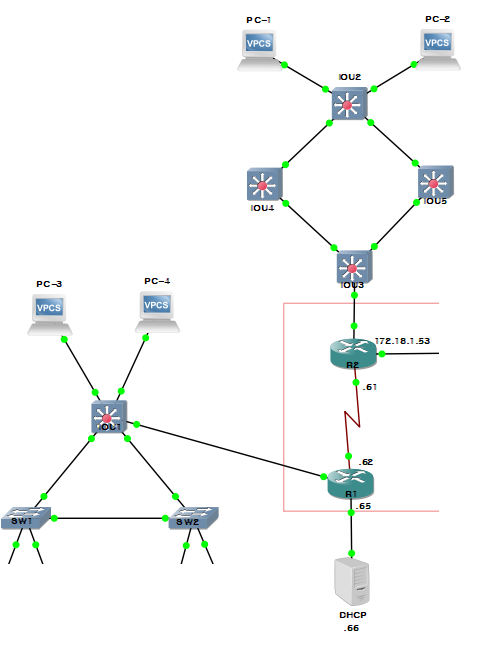 PC-1
PC-2
VPCS
VPCS
IOU2
IOU4
IOU5
IOU3
PC-3
PC-4
VPCS
VPCS
172.18.1.53
R2
.61
IOU1
.62
R1
.65
SW1
SW2
DHCP
.66